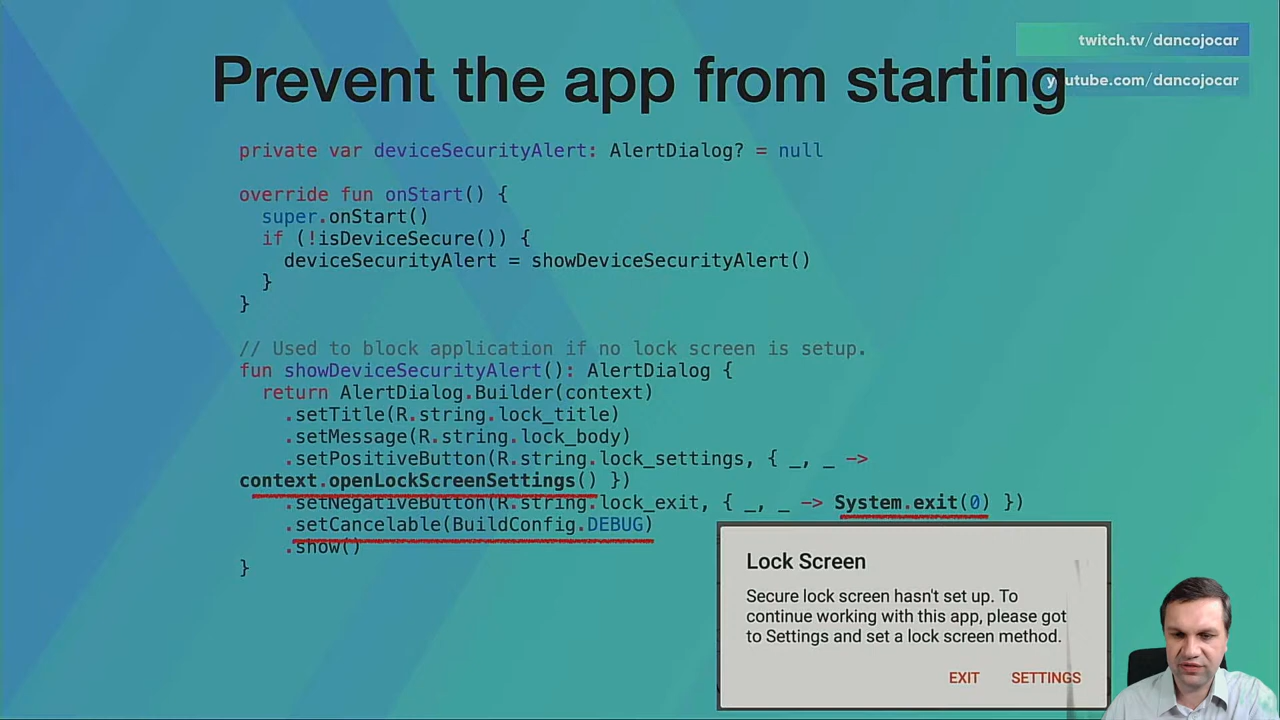 twitch.tv/dancojocar
youtube.com/dancojocar
Prevent the app from starting
private var deviceSecurityAlert: AlertDialog? = null
override fun onStart() {
super.onStart()
if (!isDeviceSecure()) {
deviceSecurityAlert = showDeviceSecurityAlert()
}
}
// Used to block application if no lock screen is setup.
fun showDeviceSecurityAlert(): AlertDialog {
return AlertDialog.Builder(context)
.setTitle(R.string.lock_title)
.setMessage(R.string.lock_body)
.setPositiveButton(R.string.lock_settings, { _, _ ->
context.openLockScreenSettings() })
.setNegativeButton(R.string.lock_exit, { _, _ -> System.exit(0) })
.setCancelable(BuildConfig.DEBUG)
.show()
}
Lock Screen
Secure lock screen hasn't set up. To
continue working with this app, please got
to Settings and set a lock screen method.
EXIT SETTINGS